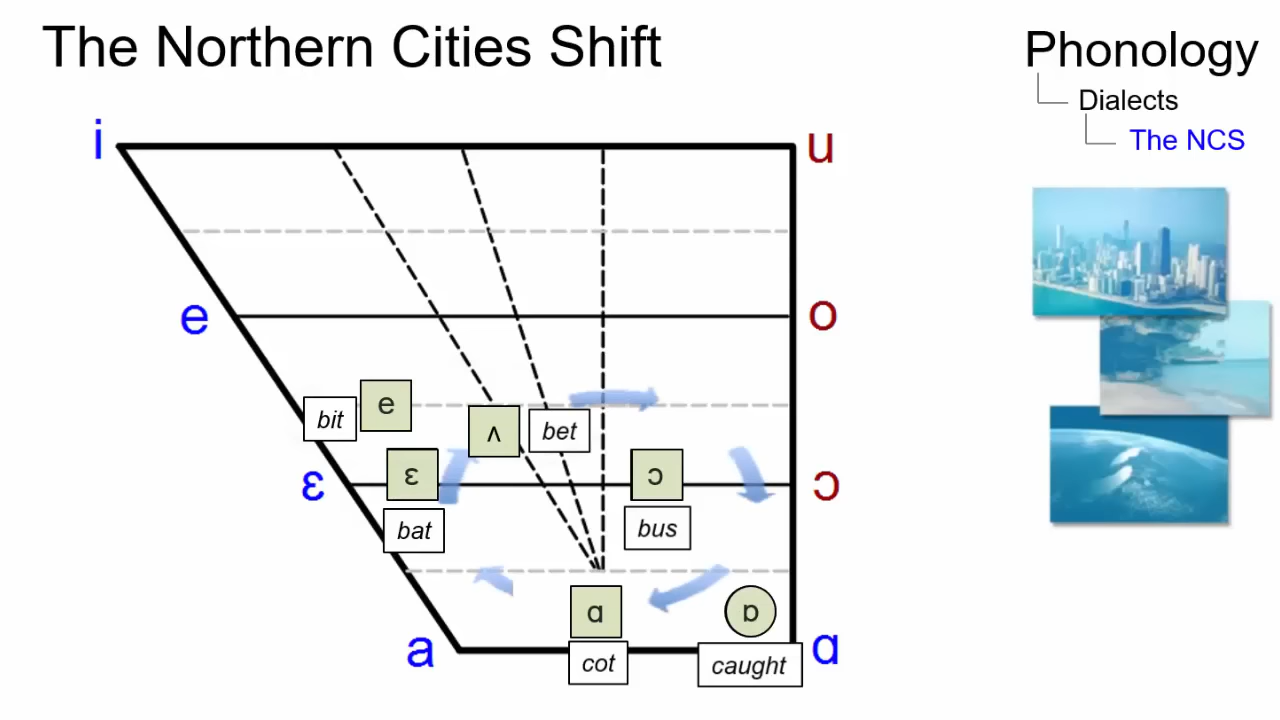 The Northern Cities Shift
Phonology
Dialects
The NCS
i
u
e
o
bit
e
ʌ
bet
ɛ
ɛ
ɔ
ɔ
bat
bus
ɑ
ɒ
a
cot
caught
ɑ